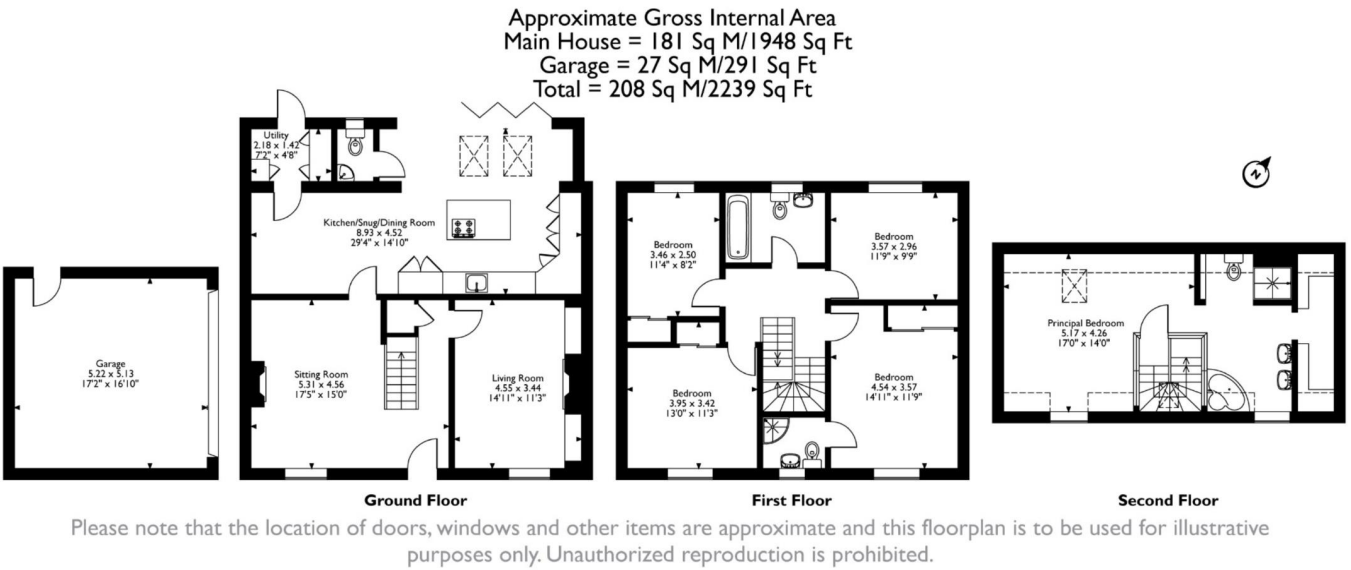 Approximate Gross Internal Area
Main House = 181 Sq M/1948 Sq Ft
Garage = 27 Sq M/291 Sq Ft
Total = 208 Sq M/2239 Sq Ft
Utility
2.18 x 1.42
7'2" x 4'8"
Kitchen/Snug/Dining Room
8.93 x 4.52
29'4" x 14'10"
Garage
5.22 x 5.13
17'2" x 16'10"
Sitting Room
5.31 x 4.56
17'5" x 15'0"
Living Room
4.55 x 3.44
14'11" x 11'3"
Ground Floor
Bedroom
3.46 x 2.50
11'4" x 8'2"
Bedroom
3.57 x 2.96
11'9" x 9'9"
Bedroom
3.95 x 3.42
13'0" x 11'3"
Bedroom
4.54 x 3.57
14'11" x 11'9"
First Floor
N
Principal Bedroom
5.17 x 4.26
17'0" x 14'0"
Second Floor
Please note that the location of doors, windows and other items are approximate and this floorplan is to be used for illustrative
purposes only. Unauthorized reproduction is prohibited.